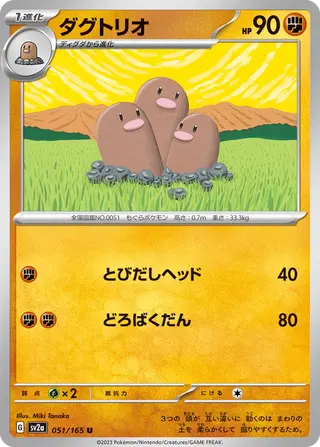 1進化
ダグトリオ
HP 90
ディグダから進化
全国図鑑NO.0051 もぐらポケモン 高さ：0.7m 重さ：33.3kg
とびだしヘッド 40
どろばくだん 80
弱点 ×2 抵抗力 にげる
Illus. Miki Tanaka
G sv2a 051/165 U
３つの 頭が 互い違いに 動くのは まわりの
土を 柔らかくして 掘りやすくするため。
©2023 Pokémon/Nintendo/Creatures/GAME FREAK.